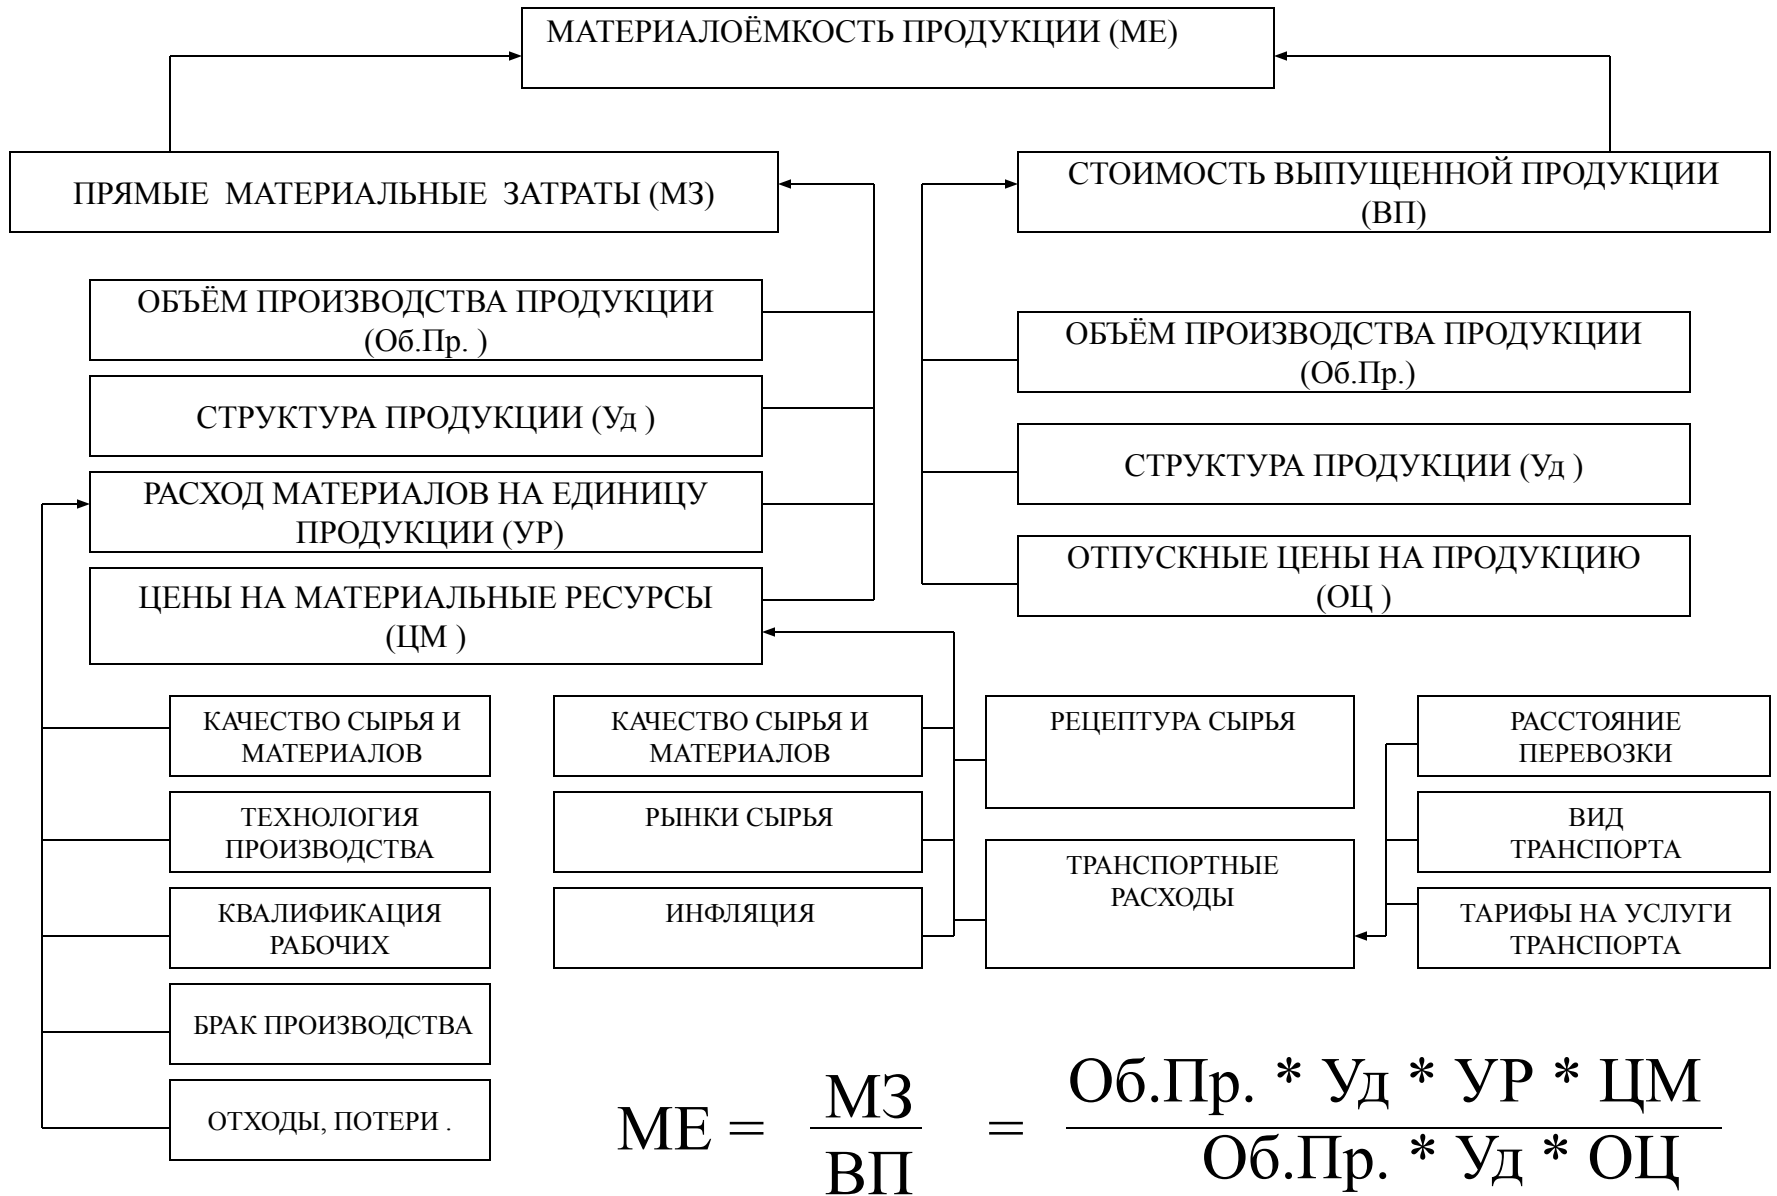 МАТЕРИАЛОЁМКОСТЬ ПРОДУКЦИИ (МЕ)
ПРЯМЫЕ МАТЕРИАЛЬНЫЕ ЗАТРАТЫ (МЗ)
СТОИМОСТЬ ВЫПУЩЕННОЙ ПРОДУКЦИИ
(ВП)
ОБЪЁМ ПРОИЗВОДСТВА ПРОДУКЦИИ
(Об.Пр. )
СТРУКТУРА ПРОДУКЦИИ (Уд )
РАСХОД МАТЕРИАЛОВ НА ЕДИНИЦУ
ПРОДУКЦИИ (УР)
ЦЕНЫ НА МАТЕРИАЛЬНЫЕ РЕСУРСЫ
(ЦМ )
ОБЪЁМ ПРОИЗВОДСТВА ПРОДУКЦИИ
(Об.Пр.)
СТРУКТУРА ПРОДУКЦИИ (Уд )
ОТПУСКНЫЕ ЦЕНЫ НА ПРОДУКЦИЮ
(ОЦ )
КАЧЕСТВО СЫРЬЯ И
МАТЕРИАЛОВ
ТЕХНОЛОГИЯ
ПРОИЗВОДСТВА
КВАЛИФИКАЦИЯ
РАБОЧИХ
БРАК ПРОИЗВОДСТВА
ОТХОДЫ, ПОТЕРИ .
КАЧЕСТВО СЫРЬЯ И
МАТЕРИАЛОВ
РЫНКИ СЫРЬЯ
ИНФЛЯЦИЯ
РЕЦЕПТУРА СЫРЬЯ
ТРАНСПОРТНЫЕ
РАСХОДЫ
РАССТОЯНИЕ
ПЕРЕВОЗКИ
ВИД
ТРАНСПОРТА
ТАРИФЫ НА УСЛУГИ
ТРАНСПОРТА
МЕ =
МЗ
ВП
=
Об.Пр. * Уд * УР * ЦМ
Об.Пр. * Уд * ОЦ